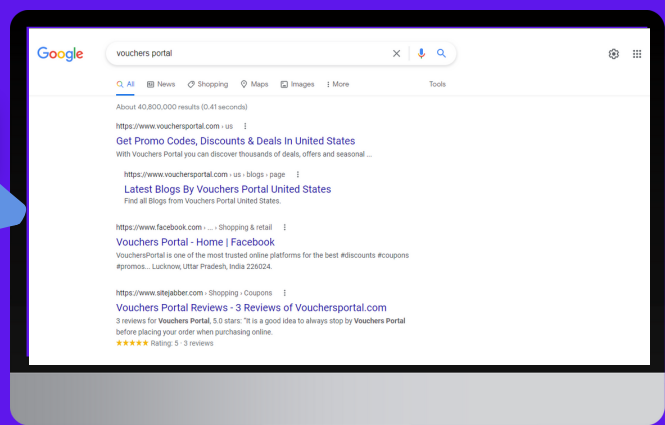 Google
vouchers portal
All News Shopping Maps Images More Tools
About 40,800,000 results (0.41 seconds)
https://www.vouchersportal.com › us
Get Promo Codes, Discounts & Deals In United States
With Vouchers Portal you can discover thousands of deals, offers and seasonal ...
https://www.vouchersportal.com › us › blogs › page
Latest Blogs By Vouchers Portal United States
Find all Blogs from Vouchers Portal United States.
https://www.facebook.com › ... › Shopping & retail
Vouchers Portal - Home | Facebook
VouchersPortal is one of the most trusted online platforms for the best #discounts #coupons
#promos... Lucknow, Uttar Pradesh, India 226024.
https://www.sitejabber.com › Shopping › Coupons
Vouchers Portal Reviews - 3 Reviews of Vouchersportal.com
3 reviews for Vouchers Portal, 5.0 stars: "It is a good idea to always stop by Vouchers Portal
before placing your order when purchasing online.
★★★★★ Rating: 5 · 3 reviews